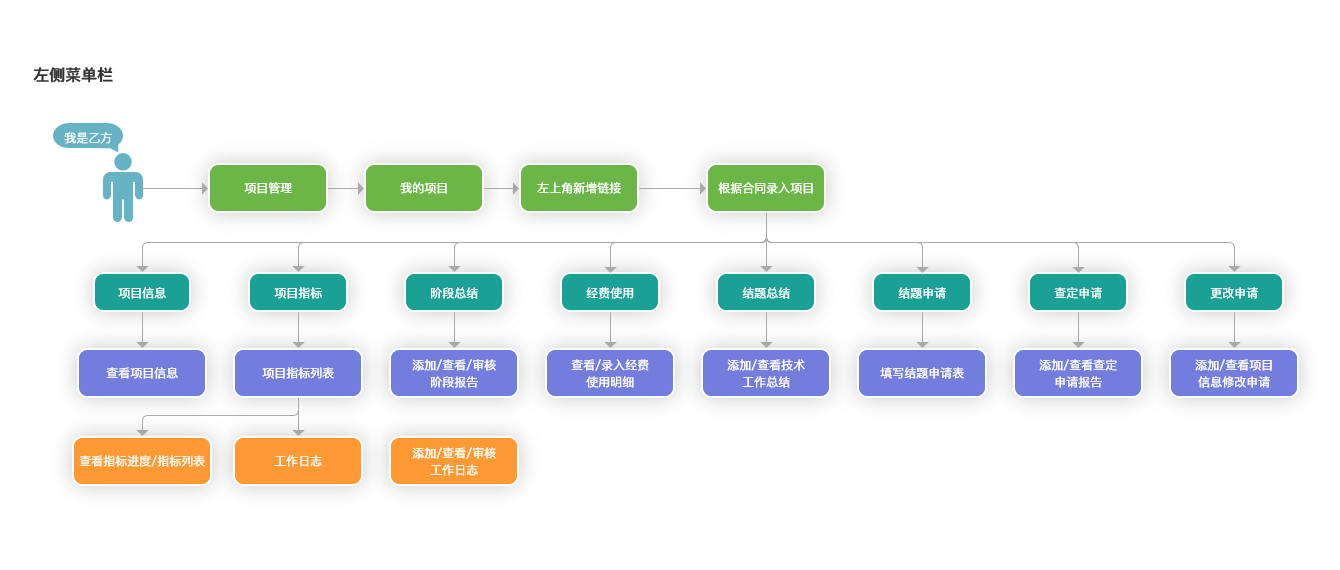 左侧菜单栏
我是乙方
项目管理
我的项目
左上角新增链接
根据合同录入项目
项目信息
项目指标
阶段总结
经费使用
结题总结
结题申请
查定申请
更改申请
查看项目信息
项目指标列表
添加/查看/审核
阶段报告
查看/录入经费
使用明细
添加/查看技术
工作总结
填写结题申请表
添加/查看查定
申请报告
添加/查看项目
信息修改申请
查看指标进度/指标列表
工作日志
添加/查看/审核
工作日志